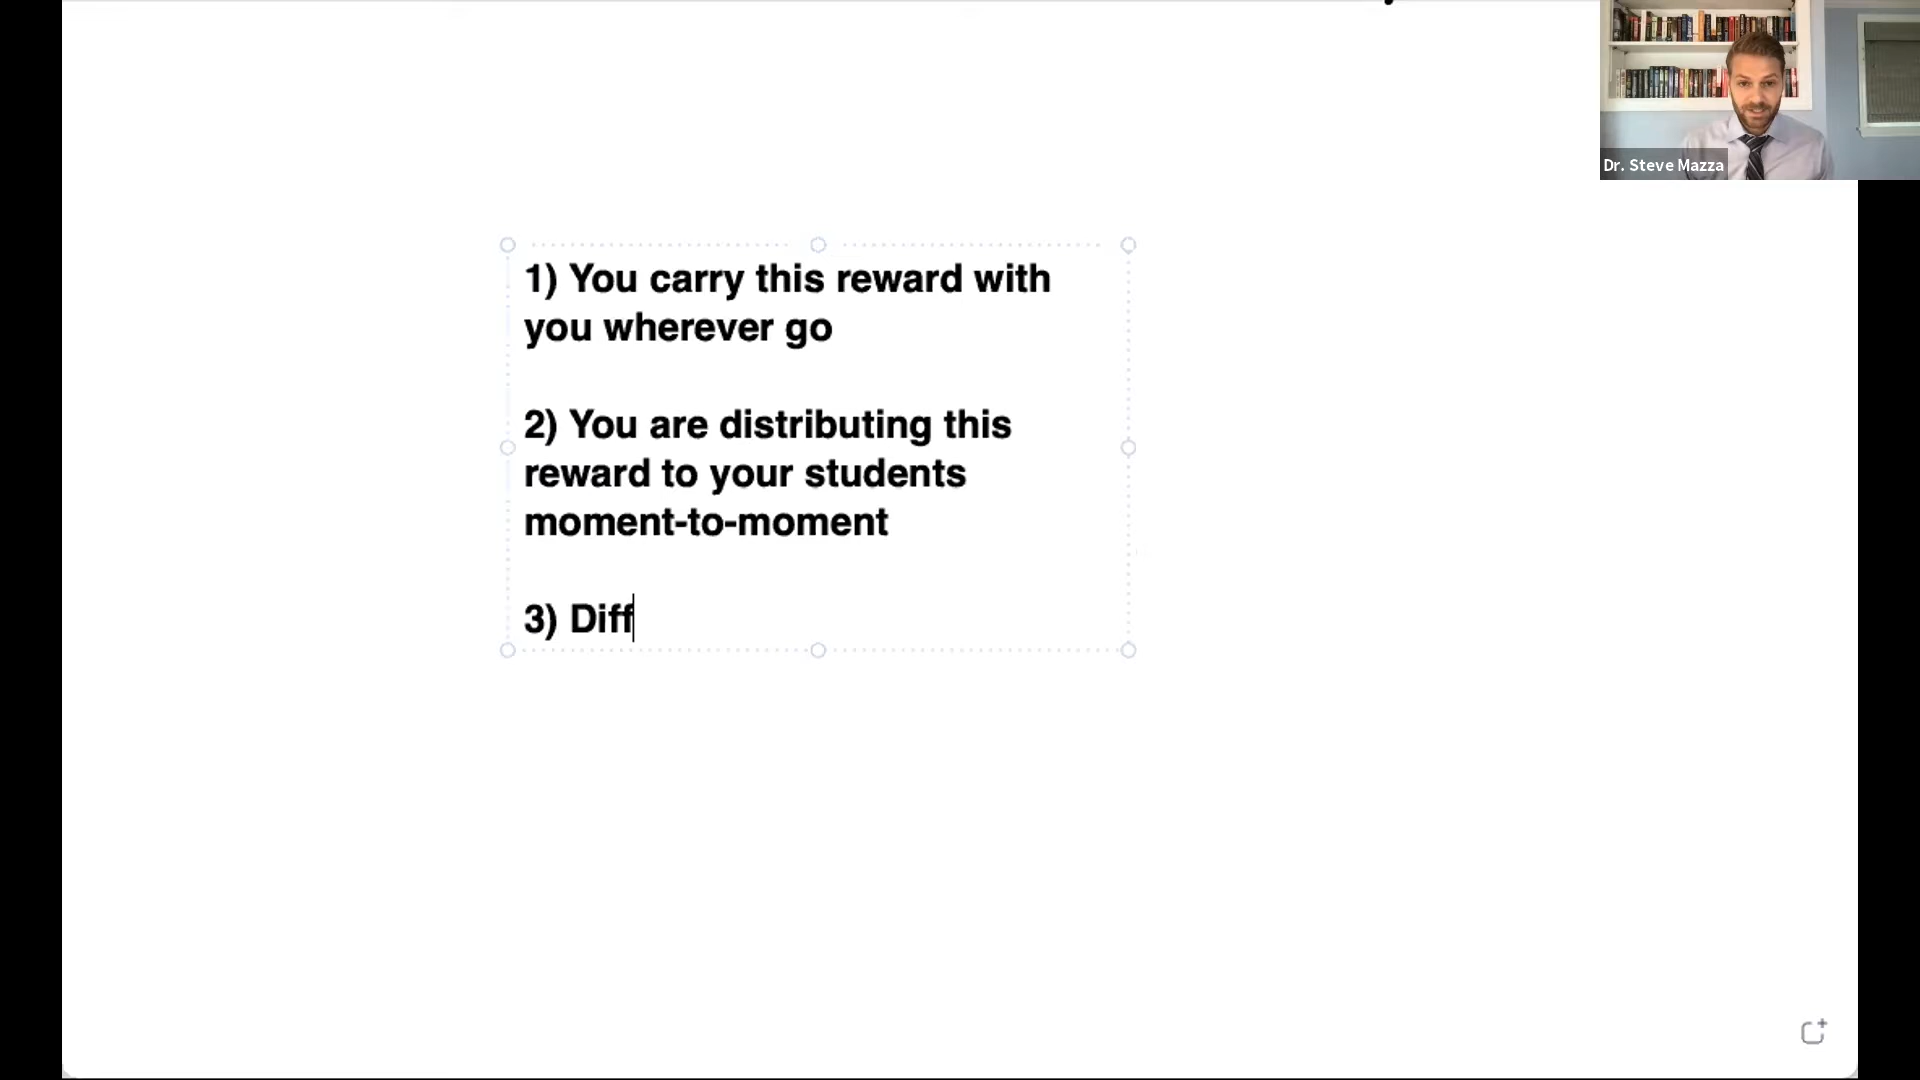 Dr. Steve Mazza
1) You carry this reward with
you wherever go
2) You are distributing this
reward to your students
moment-to-moment
3) Diff